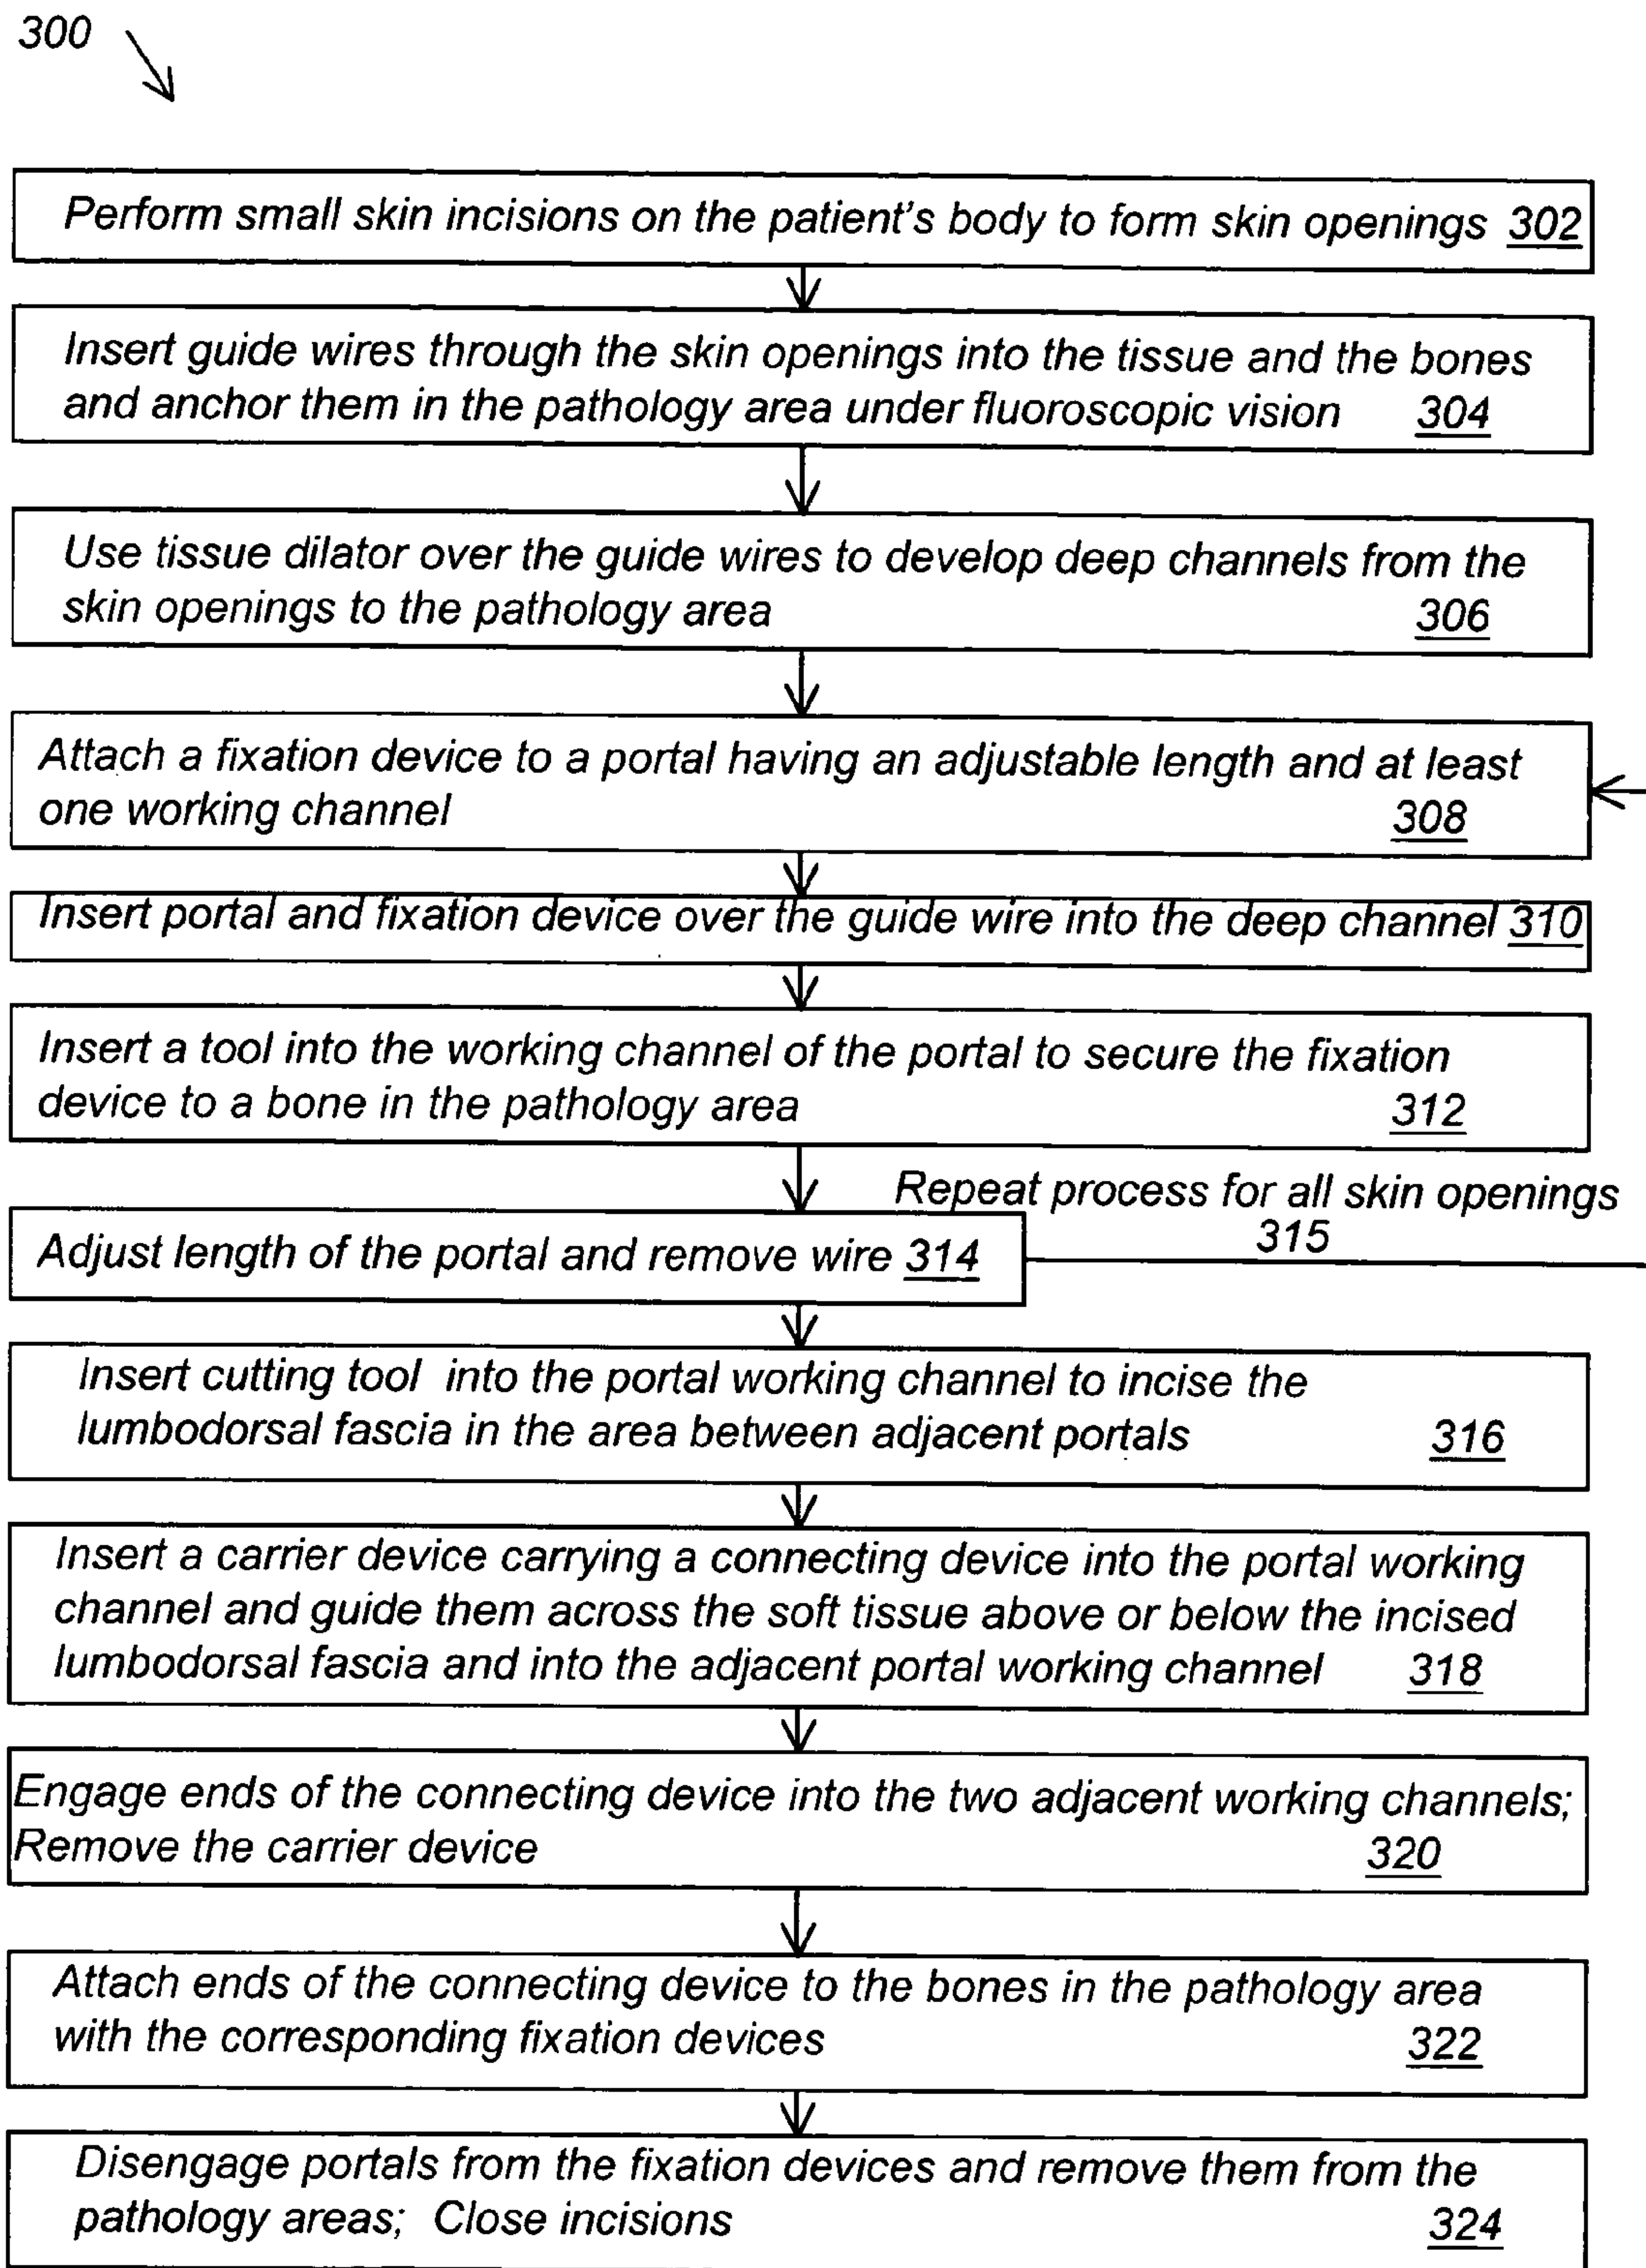 300
Perform small skin incisions on the patient's body to form skin openings 302
Insert guide wires through the skin openings into the tissue and the bones
and anchor them in the pathology area under fluoroscopic vision 304
Use tissue dilator over the guide wires to develop deep channels from the
skin openings to the pathology area 306
Attach a fixation device to a portal having an adjustable length and at least
one working channel 308
Insert portal and fixation device over the guide wire into the deep channel 310
Insert a tool into the working channel of the portal to secure the fixation
device to a bone in the pathology area 312
Repeat process for all skin openings
315
Adjust length of the portal and remove wire 314
Insert cutting tool into the portal working channel to incise the
lumbodorsal fascia in the area between adjacent portals 316
Insert a carrier device carrying a connecting device into the portal working
channel and guide them across the soft tissue above or below the incised
lumbodorsal fascia and into the adjacent portal working channel 318
Engage ends of the connecting device into the two adjacent working channels;
Remove the carrier device 320
Attach ends of the connecting device to the bones in the pathology area
with the corresponding fixation devices 322
Disengage portals from the fixation devices and remove them from the
pathology areas; Close incisions 324